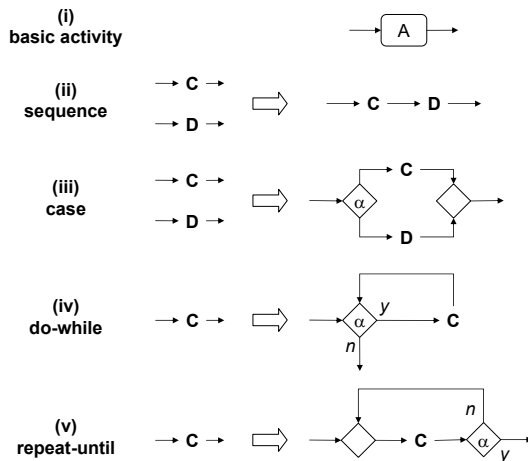 (i)
basic activity
A
(ii)
sequence
C
D
C D
(iii)
case
C
D
α
C
D
(iv)
do-while
C
α
y
C
n
(v)
repeat-until
C
n
C
α
y